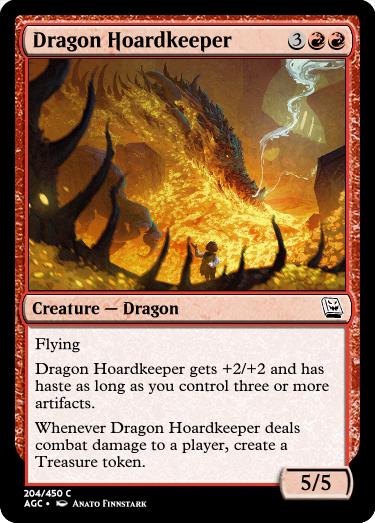 Dragon Hoardkeeper 3
Creature — Dragon
Flying
Dragon Hoardkeeper gets +2/+2 and has
haste as long as you control three or more
artifacts.
Whenever Dragon Hoardkeeper deals
combat damage to a player, create a
Treasure token.
5/5
204/450 C
AGC • Anato Finnstark